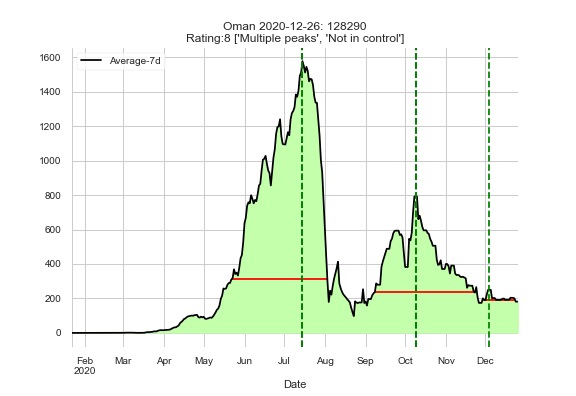 Oman 2020-12-26: 128290
Rating:8 ['Multiple peaks', 'Not in control']
Average-7d
1600
1400
1200
1000
800
600
400
200
0
Feb Mar Apr May Jun Jul Aug Sep Oct Nov Dec
2020
Date